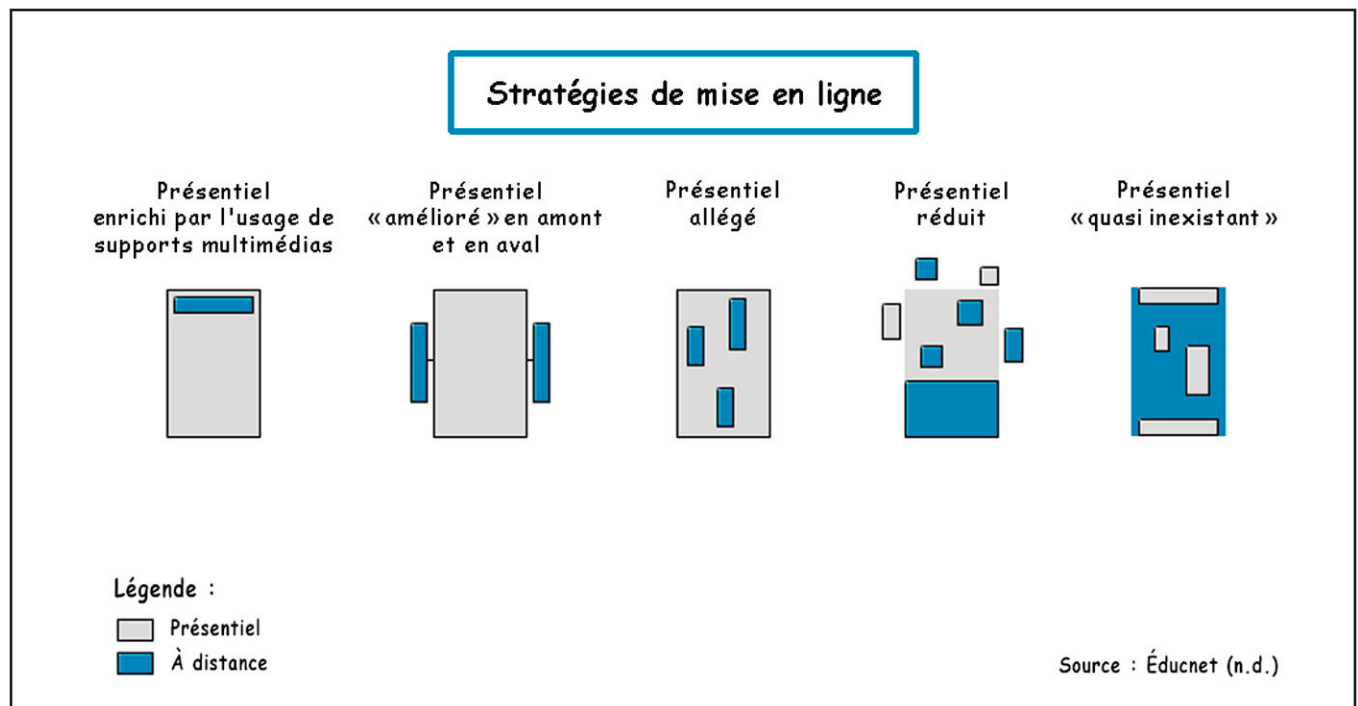 Stratégies de mise en ligne
Présentiel
enrichi par l'usage de
supports multimédias
Présentiel
« amélioré » en amont
et en aval
Présentiel
allégé
Présentiel
réduit
Présentiel
« quasi inexistant »
Légende :
Présentiel
À distance
Source : Éducnet (n.d.)